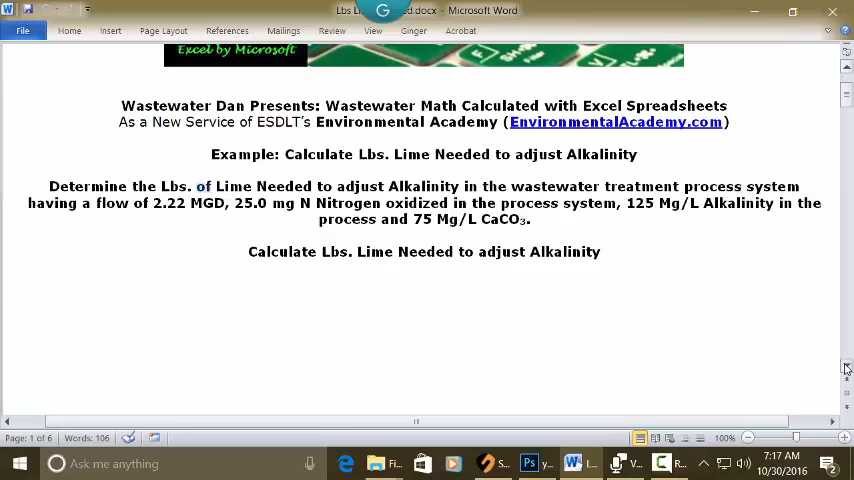 Lbs Li    d.docx - Microsoft Word
File Home Insert Page Layout References Mailings Review View Ginger Acrobat
Excel by Microsoft
Wastewater Dan Presents: Wastewater Math Calculated with Excel Spreadsheets
As a New Service of ESDLT's Environmental Academy (EnvironmentalAcademy.com)
Example: Calculate Lbs. Lime Needed to adjust Alkalinity
Determine the Lbs. of Lime Needed to adjust Alkalinity in the wastewater treatment process system
having a flow of 2.22 MGD, 25.0 mg N Nitrogen oxidized in the process system, 125 Mg/L Alkalinity in the
process and 75 Mg/L CaCO₃.
Calculate Lbs. Lime Needed to adjust Alkalinity
Page: 1 of 6 Words: 106 100%
Ask me anything Fi... S... Ps y... L... V... R... 7:17 AM
10/30/2016